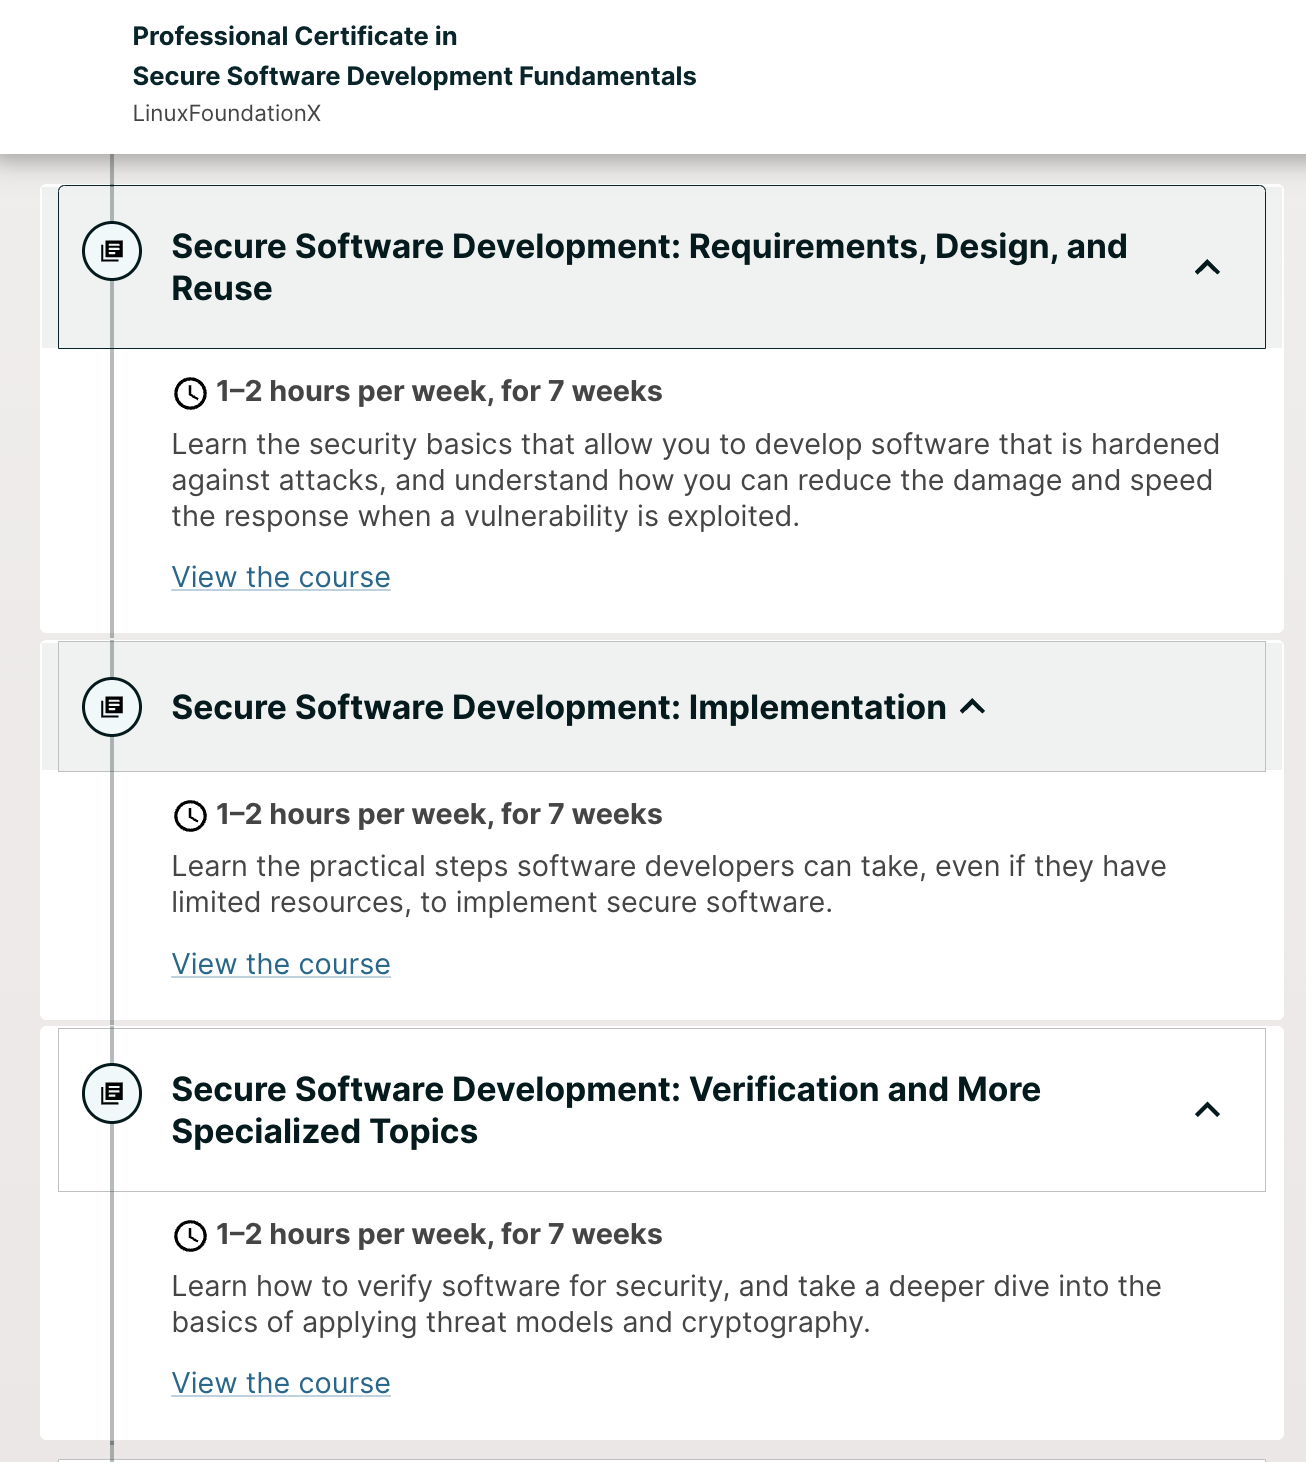 Professional Certificate in
Secure Software Development Fundamentals
LinuxFoundationX
Secure Software Development: Requirements, Design, and
Reuse
1–2 hours per week, for 7 weeks
Learn the security basics that allow you to develop software that is hardened
against attacks, and understand how you can reduce the damage and speed
the response when a vulnerability is exploited.
View the course
Secure Software Development: Implementation
1–2 hours per week, for 7 weeks
Learn the practical steps software developers can take, even if they have
limited resources, to implement secure software.
View the course
Secure Software Development: Verification and More
Specialized Topics
1–2 hours per week, for 7 weeks
Learn how to verify software for security, and take a deeper dive into the
basics of applying threat models and cryptography.
View the course